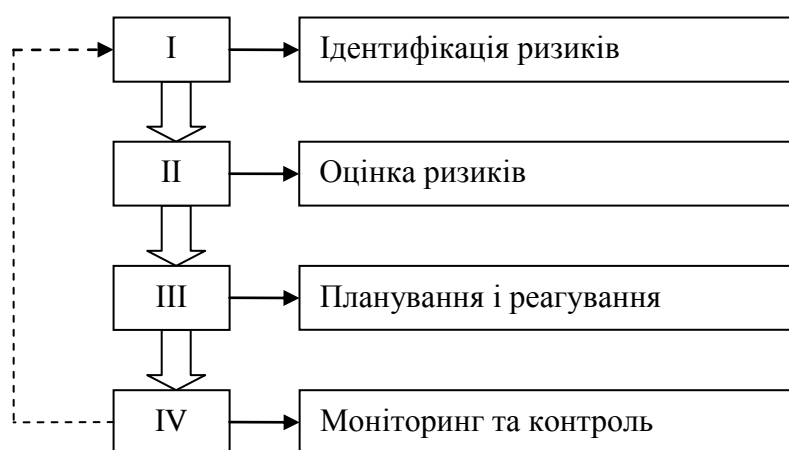 I
Ідентифікація ризиків
II
Оцінка ризиків
III
Планування і реагування
IV
Моніторинг та контроль